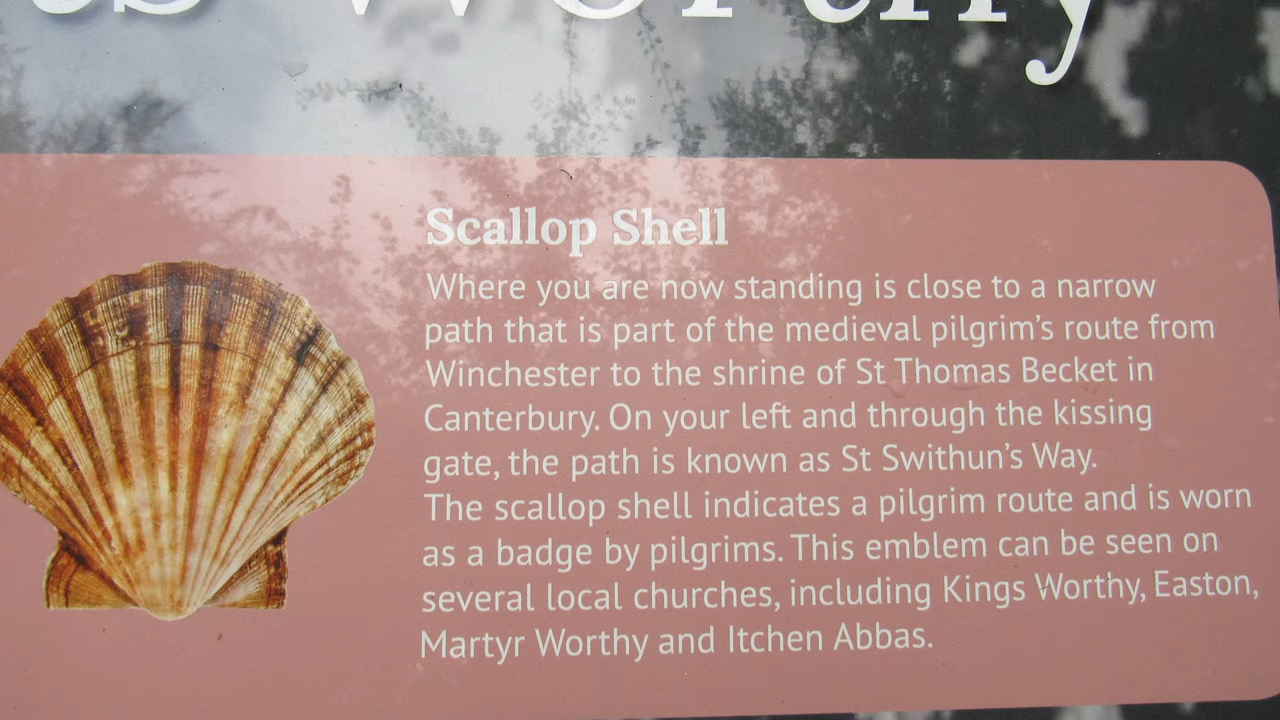 ts Worthy
Scallop Shell
Where you are now standing is close to a narrow
path that is part of the medieval pilgrim's route from
Winchester to the shrine of St Thomas Becket in
Canterbury. On your left and through the kissing
gate, the path is known as St Swithun's Way.
The scallop shell indicates a pilgrim route and is worn
as a badge by pilgrims. This emblem can be seen on
several local churches, including Kings Worthy, Easton,
Martyr Worthy and Itchen Abbas.